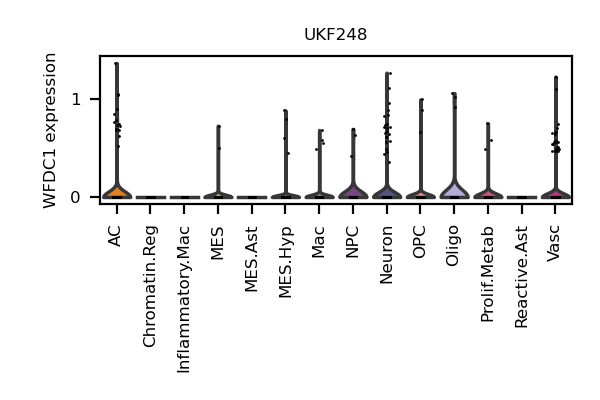 UKF248
WFDC1 expression
1
0
AC
Chromatin.Reg
Inflammatory.Mac
MES
MES.Ast
MES.Hyp
Mac
NPC
Neuron
OPC
Oligo
Prolif.Metab
Reactive.Ast
Vasc